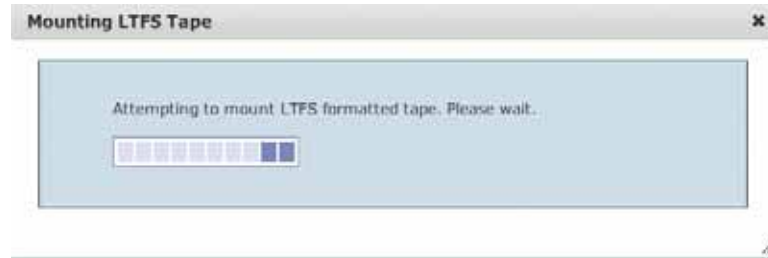 Mounting LTFS Tape
Attempting to mount LTFS formatted tape. Please wait.